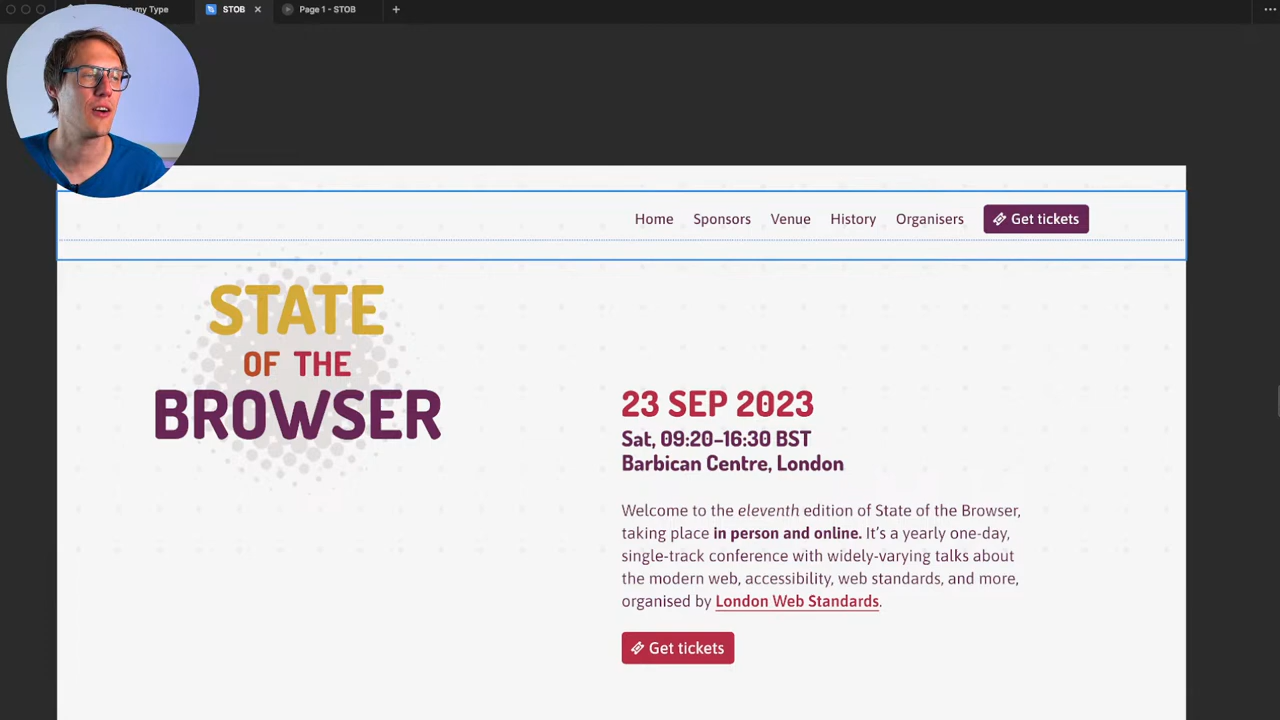 my Type
STOB
Page 1 - STOB
Home Sponsors Venue History Organisers Get tickets
STATE
OF THE
BROWSER
23 SEP 2023
Sat, 09:20–16:30 BST
Barbican Centre, London
Welcome to the eleventh edition of State of the Browser,
taking place in person and online. It’s a yearly one-day,
single-track conference with widely-varying talks about
the modern web, accessibility, web standards, and more,
organised by London Web Standards.
Get tickets